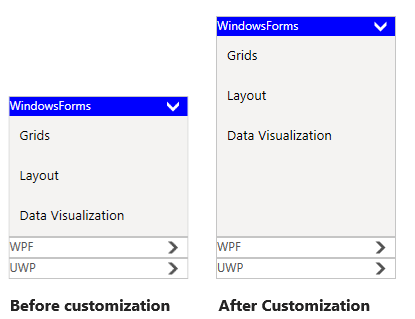 WindowsForms
Grids
Layout
Data Visualization
WPF
UWP
Before customization
WindowsForms
Grids
Layout
Data Visualization
WPF
UWP
After Customization